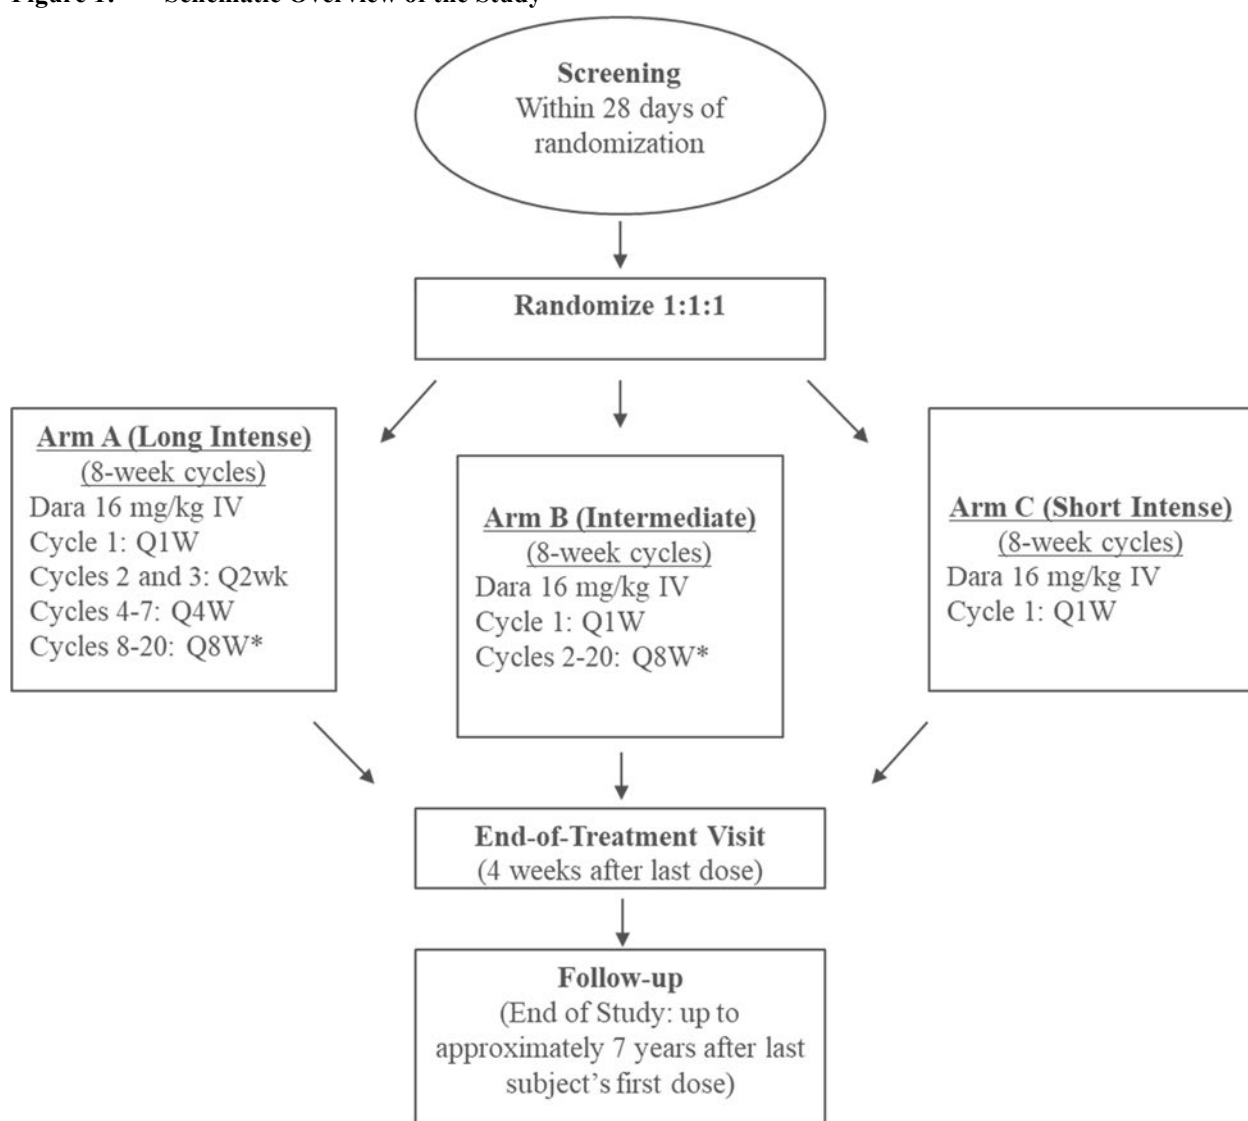 Figure 1. Schematic Overview of the Study
Screening
Within 28 days of
randomization
Randomize 1:1:1
Arm A (Long Intense)
(8-week cycles)
Dara 16 mg/kg IV
Cycle 1: Q1W
Cycles 2 and 3: Q2wk
Cycles 4-7: Q4W
Cycles 8-20: Q8W*
Arm B (Intermediate)
(8-week cycles)
Dara 16 mg/kg IV
Cycle 1: Q1W
Cycles 2-20: Q8W*
Arm C (Short Intense)
(8-week cycles)
Dara 16 mg/kg IV
Cycle 1: Q1W
End-of-Treatment Visit
(4 weeks after last dose)
Follow-up
(End of Study: up to
approximately 7 years after last
subject's first dose)